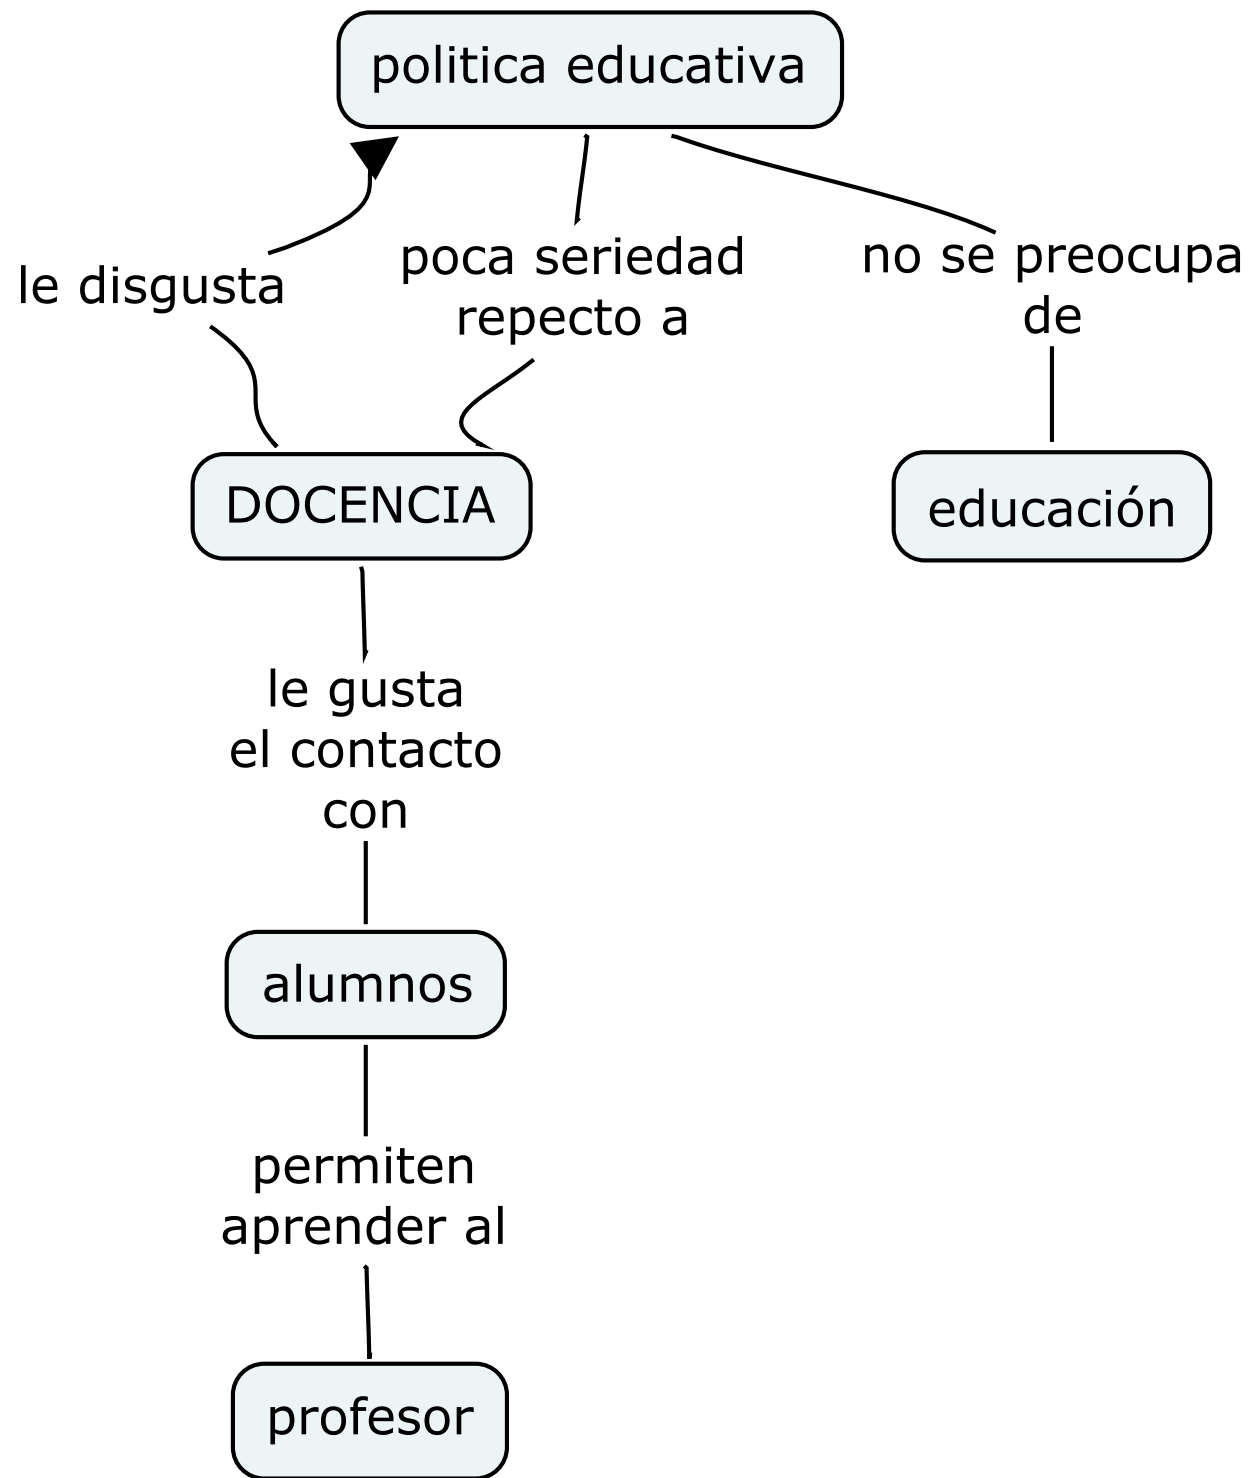 politica educativa
le disgusta
poca seriedad
repecto a
no se preocupa
de
DOCENCIA
educación
le gusta
el contacto
con
alumnos
permiten
aprender al
profesor